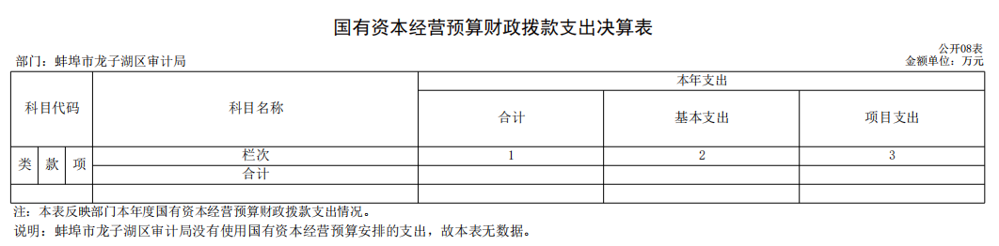 国有资本经营预算财政拨款支出决算表
公开08表
部门：蚌埠市龙子湖区审计局 金额单位：万元
科目代码 科目名称 本年支出
合计 基本支出 项目支出
类 款 项 栏次 1 2 3
合计
注：本表反映部门本年度国有资本经营预算财政拨款支出情况。
说明：蚌埠市龙子湖区审计局没有使用国有资本经营预算安排的支出，故本表无数据。